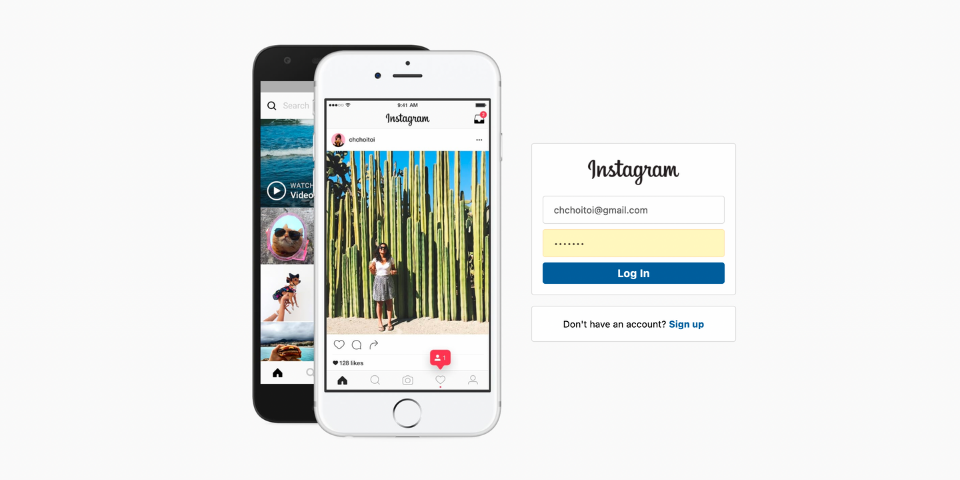 Search
WATCH
Video
9:41 AM
Instagram
2
chchoitoi
128 likes
1
Instagram
chchoitoi@gmail.com
•••••••
Log In
Don't have an account? Sign up